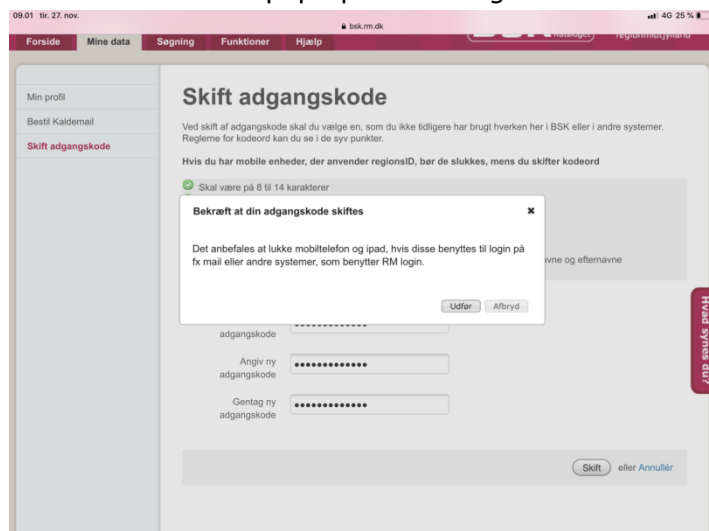 09.01 tir. 27. nov.
4G 25 %
bsk.rm.dk
Forside Mine data Søgning Funktioner Hjælp
Min profil
Bestil Kaldemail
Skift adgangskode
Skift adgangskode
Ved skift af adgangskode skal du vælge en, som du ikke tidligere har brugt hverken her i BSK eller i andre systemer.
Reglerne for kodeord kan du se i de syv punkter.
Hvis du har mobile enheder, der anvender regionsID, bør de slukkes, mens du skifter kodeord
Skal være på 8 til 14 karakterer
Bekræft at din adgangskode skiftes
Det anbefales at lukke mobiltelefon og ipad, hvis disse benyttes til login på
fx mail eller andre systemer, som benytter RM login.
Udfør Afbryd
og efternavne
adgangskode
Angiv ny
adgangskode
Gentag ny
adgangskode
Skift eller Annullér
Hvad synes du?